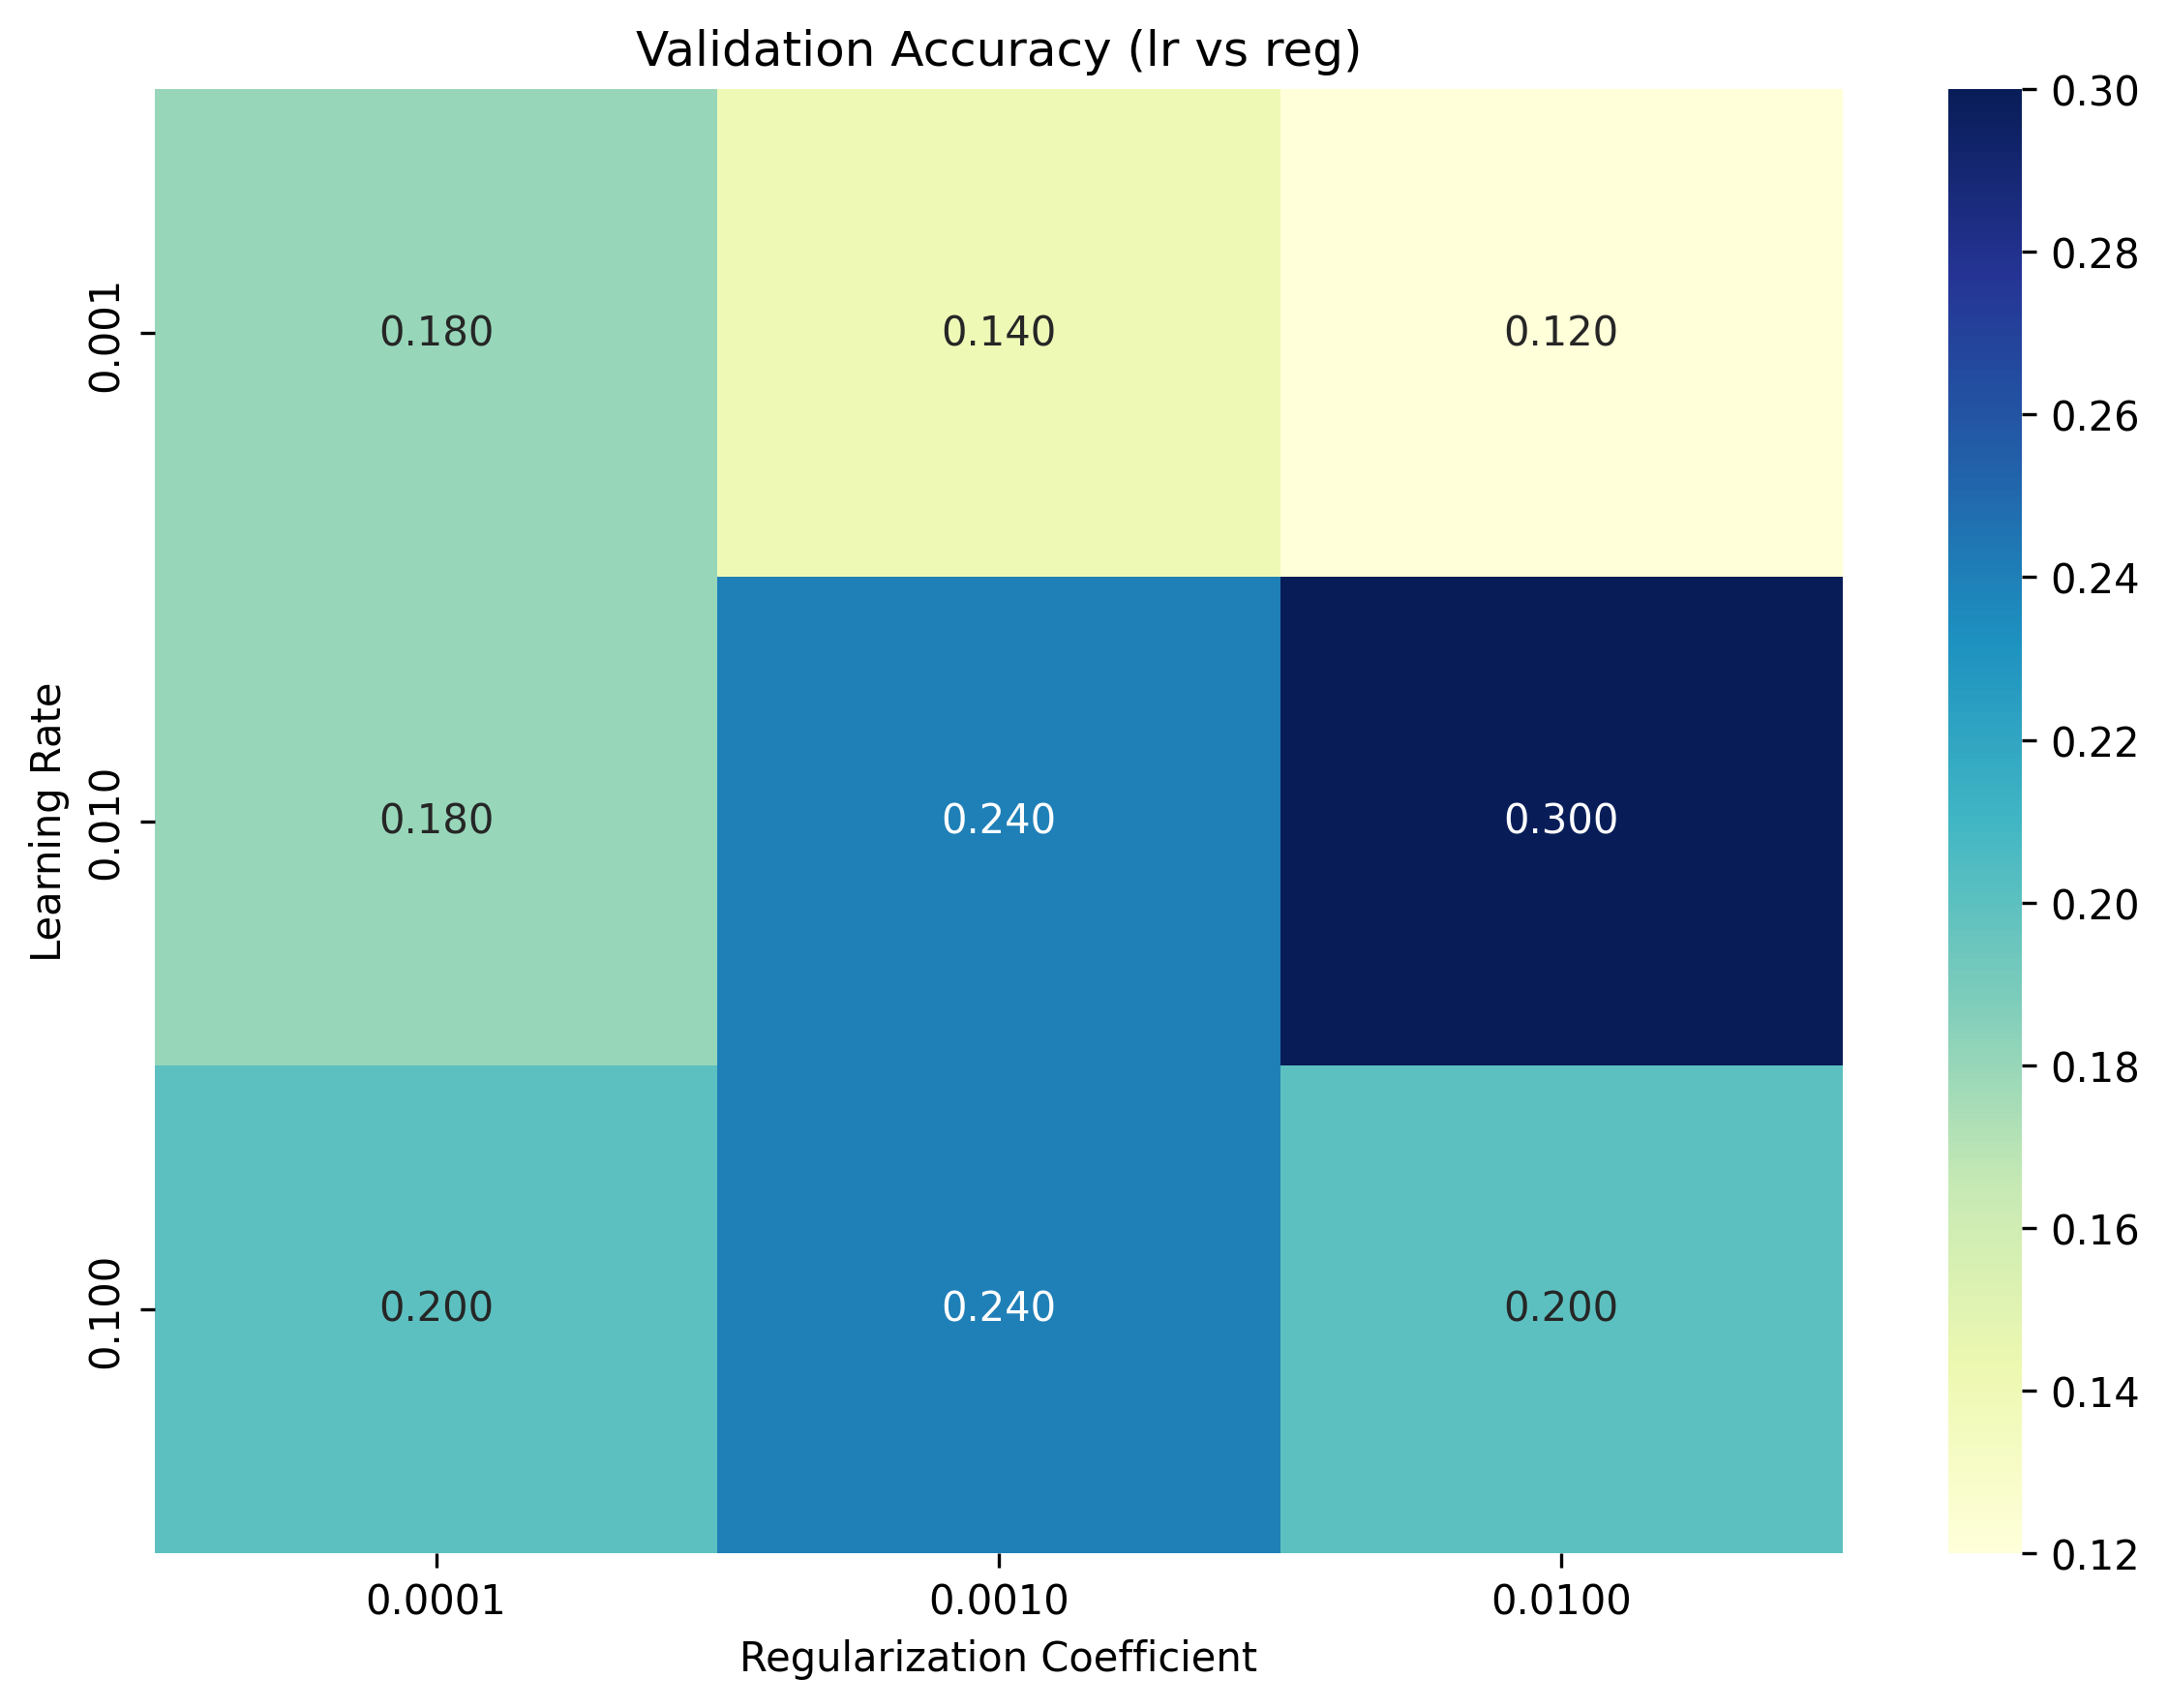 Validation Accuracy (lr vs reg)
Learning Rate
0.001
0.180 0.140 0.120
0.010
0.180 0.240 0.300
0.100
0.200 0.240 0.200
0.0001 0.0010 0.0100
Regularization Coefficient
0.30
0.28
0.26
0.24
0.22
0.20
0.18
0.16
0.14
0.12